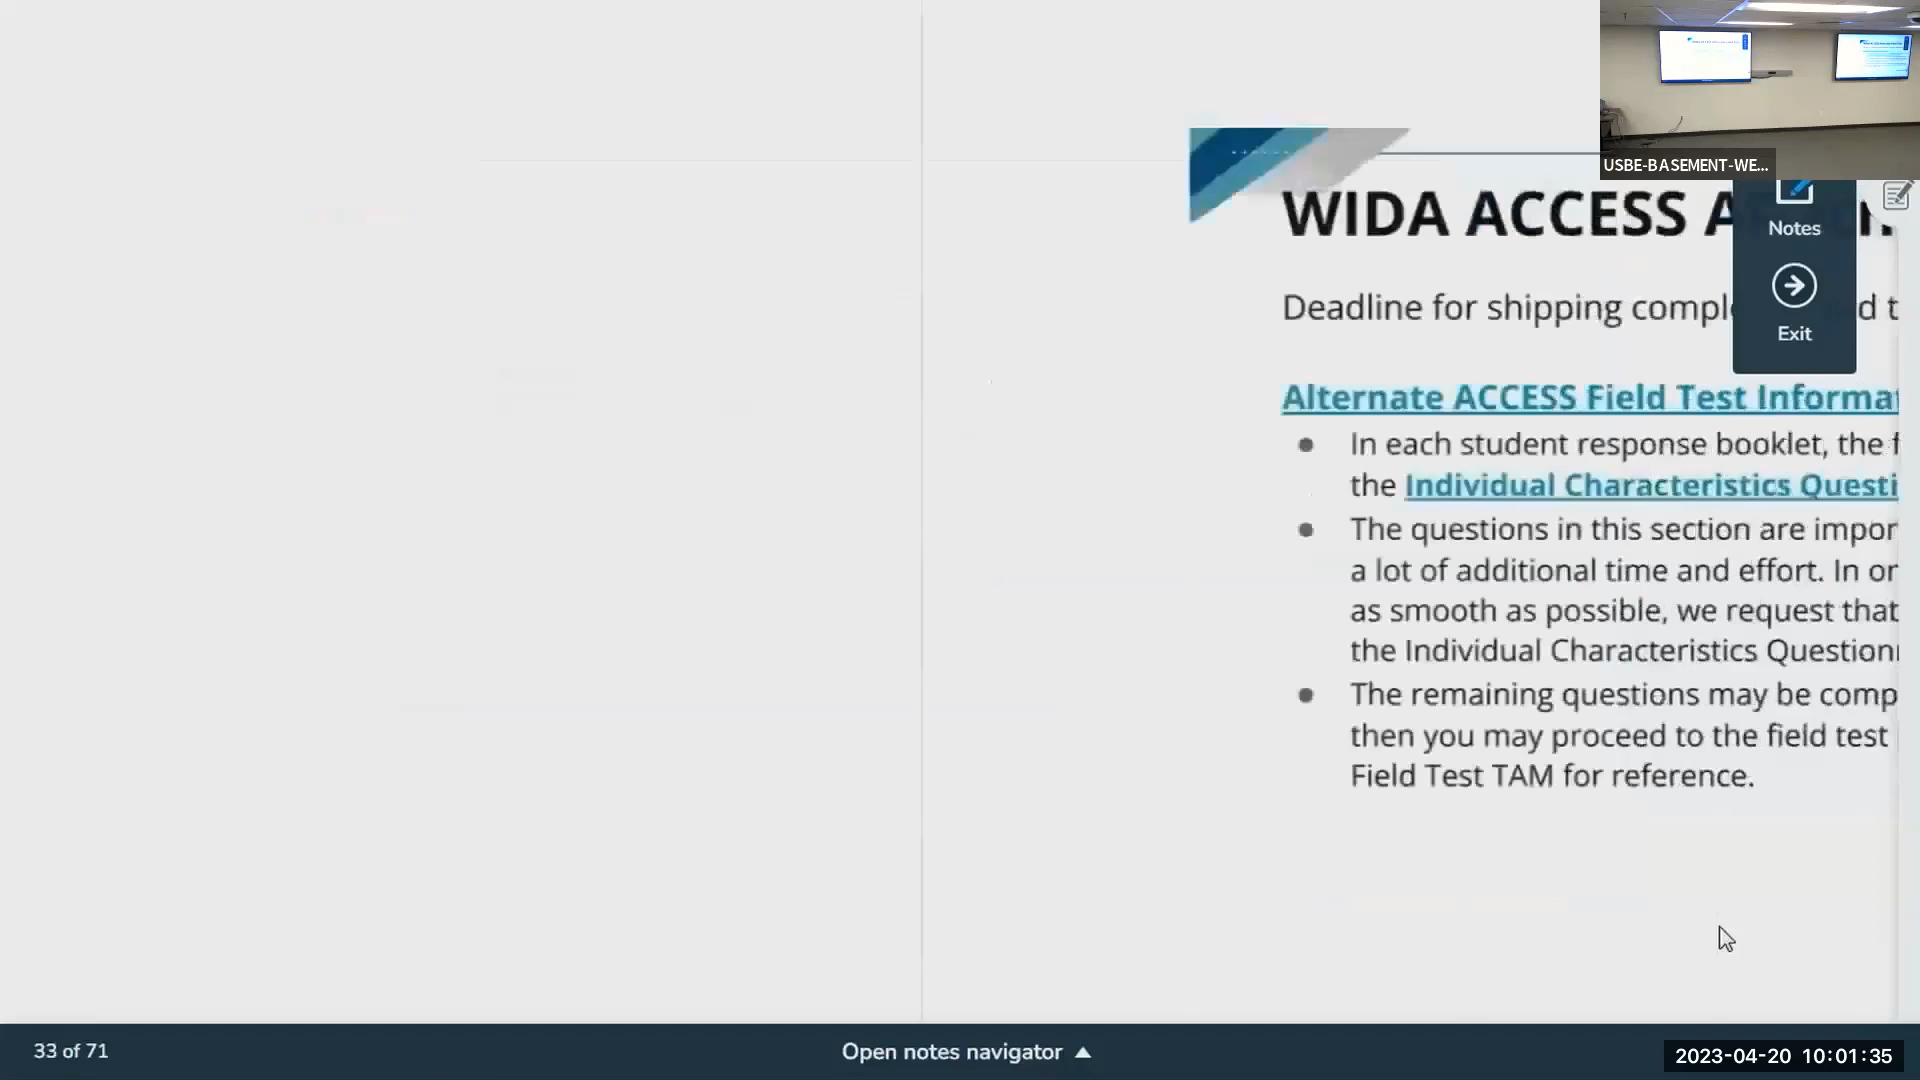 USBE-BASEMENT-WE...
WIDA ACCESS A
Notes
Deadline for shipping compl d t
Exit
Alternate ACCESS Field Test Informat
In each student response booklet, the f
the Individual Characteristics Questi
The questions in this section are impor
a lot of additional time and effort. In or
as smooth as possible, we request that
the Individual Characteristics Questionn
The remaining questions may be comp
then you may proceed to the field test
Field Test TAM for reference.
33 of 71
Open notes navigator
2023-04-20 10:01:35